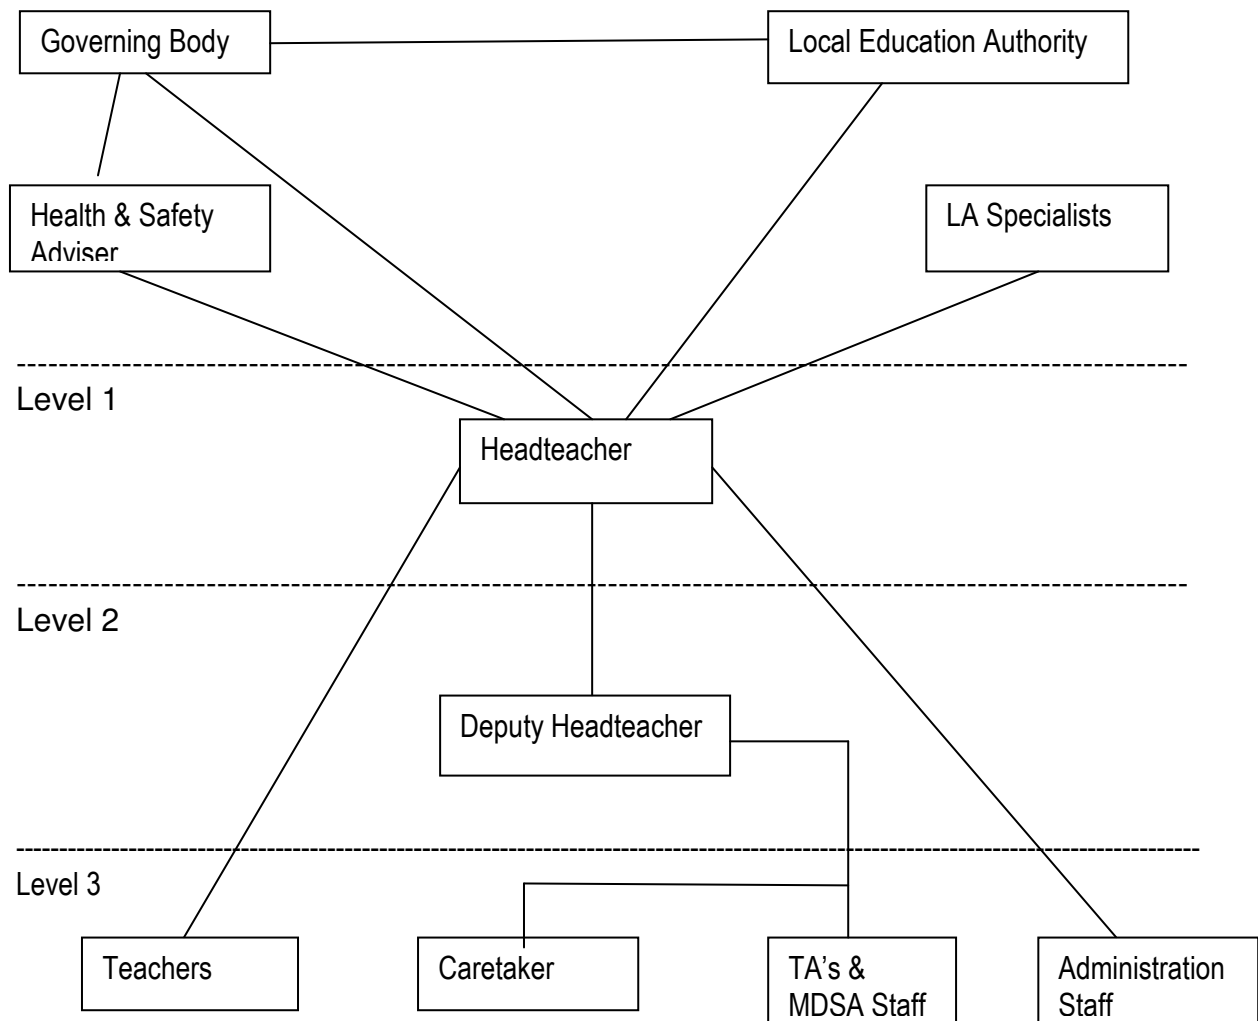 Governing Body
Local Education Authority
Health & Safety
Adviser
LA Specialists
Level 1
Headteacher
Level 2
Deputy Headteacher
Level 3
Teachers
Caretaker
TA’s &
MDSA Staff
Administration
Staff